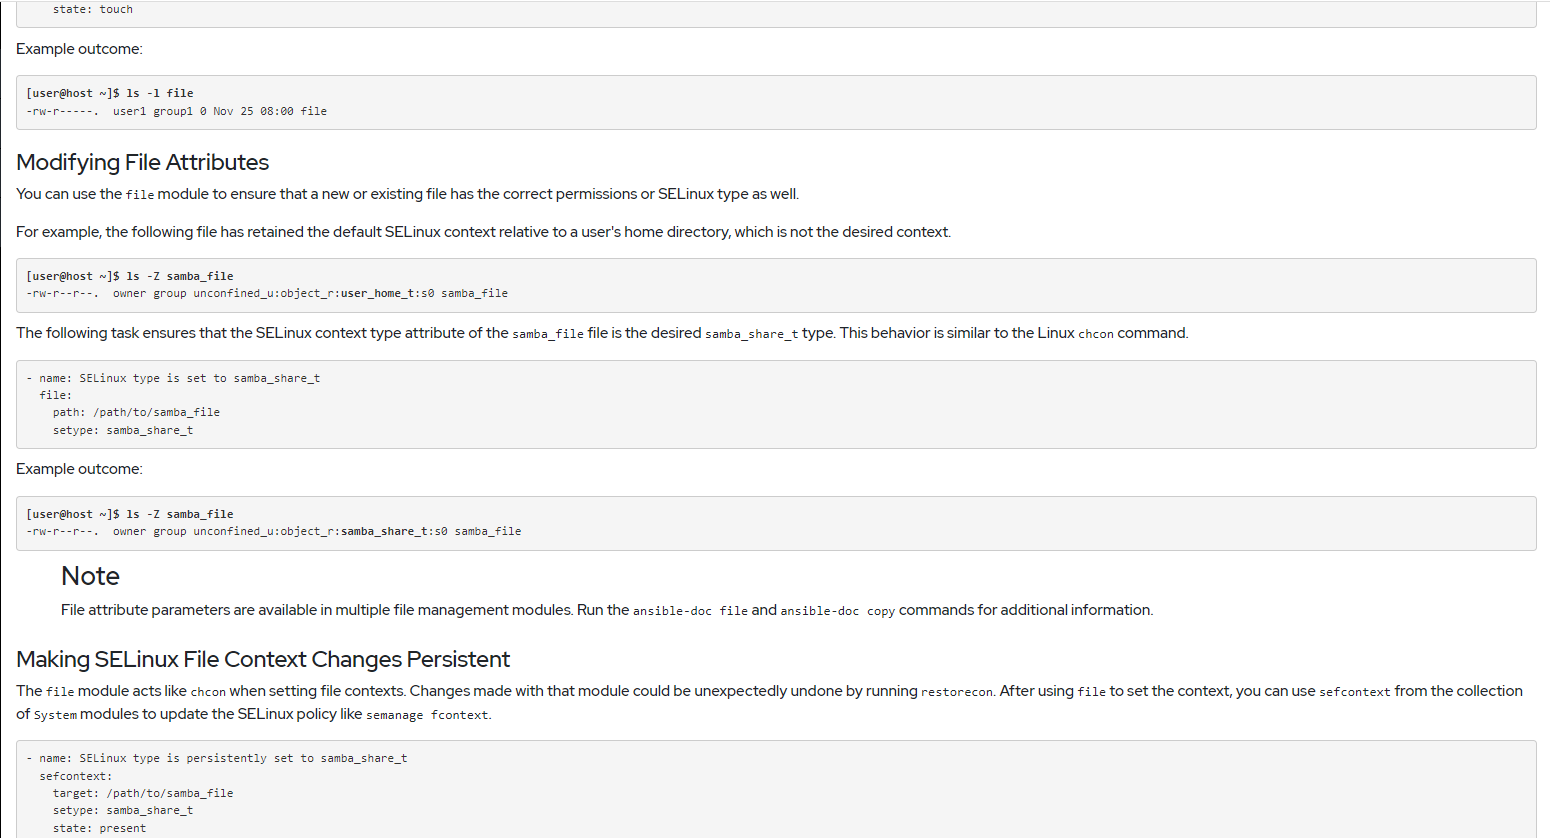 state: touch
Example outcome:
[user@host ~]$ ls -l file
-rw-r-----.  user1 group1 0 Nov 25 08:00 file
Modifying File Attributes
You can use the file module to ensure that a new or existing file has the correct permissions or SELinux type as well.
For example, the following file has retained the default SELinux context relative to a user's home directory, which is not the desired context.
[user@host ~]$ ls -Z samba_file
-rw-r--r--.  owner group unconfined_u:object_r:user_home_t:s0 samba_file
The following task ensures that the SELinux context type attribute of the samba_file file is the desired samba_share_t type. This behavior is similar to the Linux chcon command.
- name: SELinux type is set to samba_share_t
file:
path: /path/to/samba_file
setype: samba_share_t
Example outcome:
[user@host ~]$ ls -Z samba_file
-rw-r--r--.  owner group unconfined_u:object_r:samba_share_t:s0 samba_file
Note
File attribute parameters are available in multiple file management modules. Run the ansible-doc file and ansible-doc copy commands for additional information.
Making SELinux File Context Changes Persistent
The file module acts like chcon when setting file contexts. Changes made with that module could be unexpectedly undone by running restorecon. After using file to set the context, you can use sefcontext from the collection
of System modules to update the SELinux policy like semanage fcontext.
- name: SELinux type is persistently set to samba_share_t
sefcontext:
target: /path/to/samba_file
setype: samba_share_t
state: present